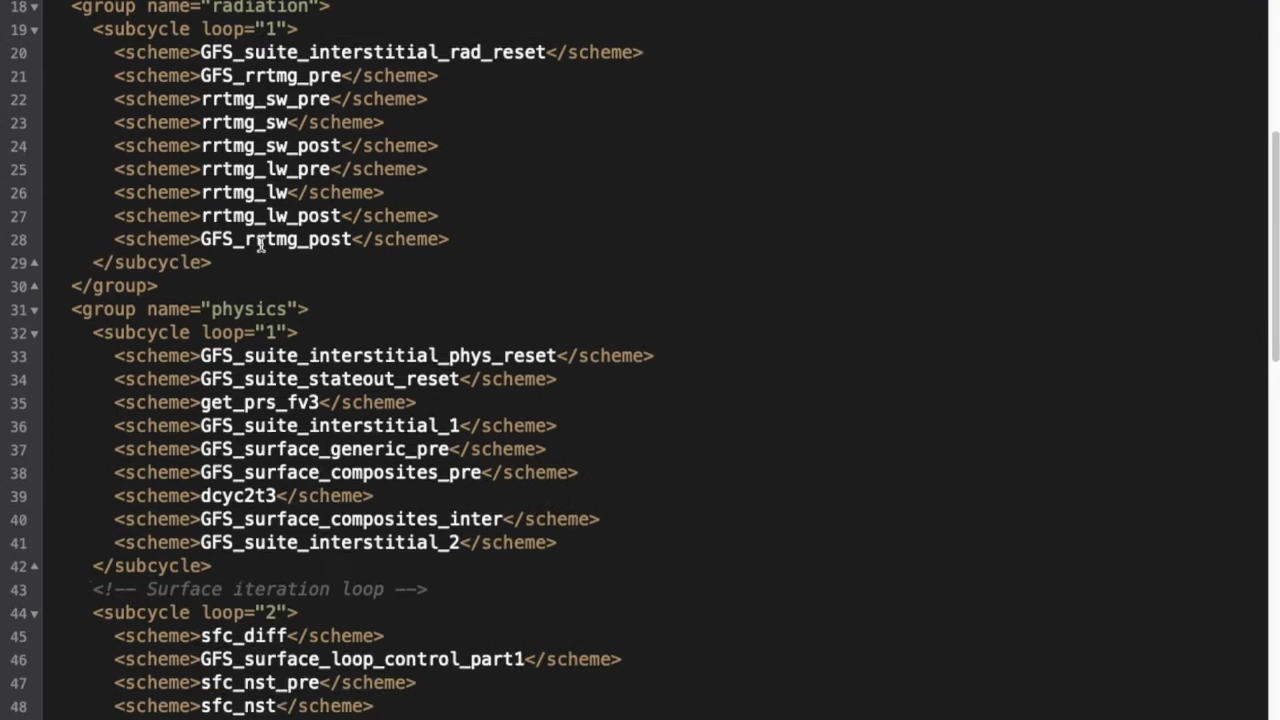 18 <group name="radiation">
19 <subcycle loop="1">
20 <scheme>GFS_suite_interstitial_rad_reset</scheme>
21 <scheme>GFS_rrtmg_pre</scheme>
22 <scheme>rrtmg_sw_pre</scheme>
23 <scheme>rrtmg_sw</scheme>
24 <scheme>rrtmg_sw_post</scheme>
25 <scheme>rrtmg_lw_pre</scheme>
26 <scheme>rrtmg_lw</scheme>
27 <scheme>rrtmg_lw_post</scheme>
28 <scheme>GFS_rrtmg_post</scheme>
29 </subcycle>
30 </group>
31 <group name="physics">
32 <subcycle loop="1">
33 <scheme>GFS_suite_interstitial_phys_reset</scheme>
34 <scheme>GFS_suite_stateout_reset</scheme>
35 <scheme>get_prs_fv3</scheme>
36 <scheme>GFS_suite_interstitial_1</scheme>
37 <scheme>GFS_surface_generic_pre</scheme>
38 <scheme>GFS_surface_composites_pre</scheme>
39 <scheme>dcyc2t3</scheme>
40 <scheme>GFS_surface_composites_inter</scheme>
41 <scheme>GFS_suite_interstitial_2</scheme>
42 </subcycle>
43 <!-- Surface iteration loop -->
44 <subcycle loop="2">
45 <scheme>sfc_diff</scheme>
46 <scheme>GFS_surface_loop_control_part1</scheme>
47 <scheme>sfc_nst_pre</scheme>
48 <scheme>sfc_nst</scheme>